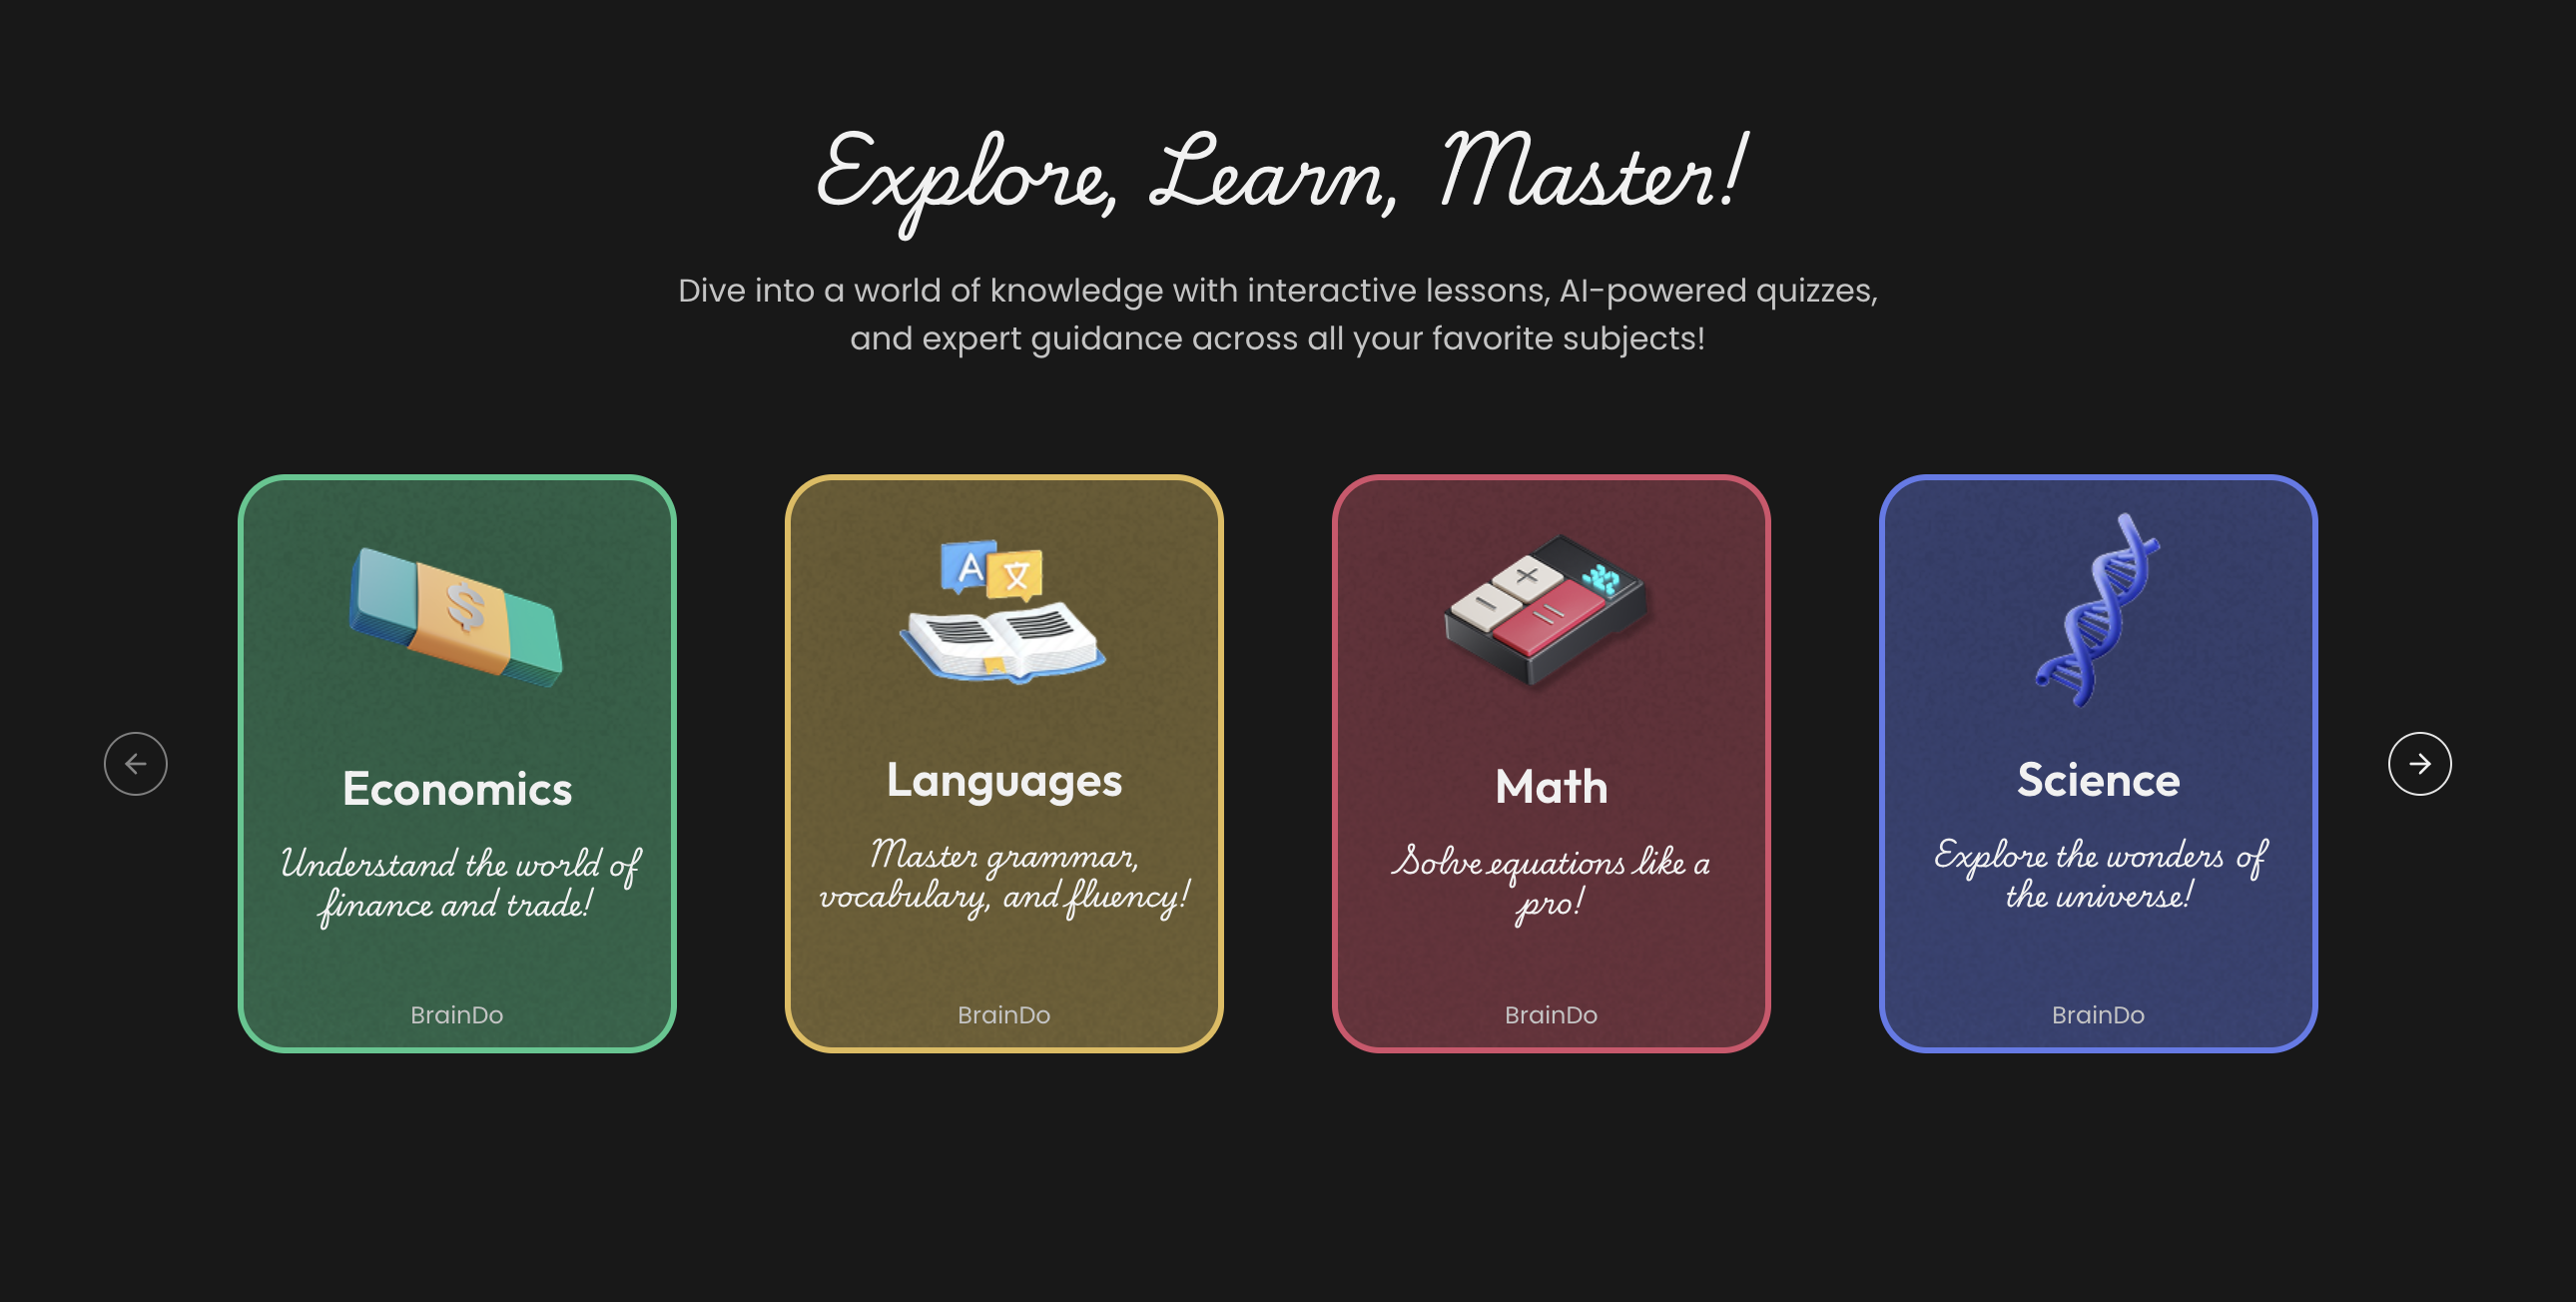 Explore, Learn, Master!
Dive into a world of knowledge with interactive lessons, AI-powered quizzes,
and expert guidance across all your favorite subjects!
$
Economics
Understand the world of
finance and trade!
BrainDo
A 文
Languages
Master grammar,
vocabulary, and fluency!
BrainDo
+
-
=
Math
Solve equations like a
pro!
BrainDo
Science
Explore the wonders of
the universe!
BrainDo